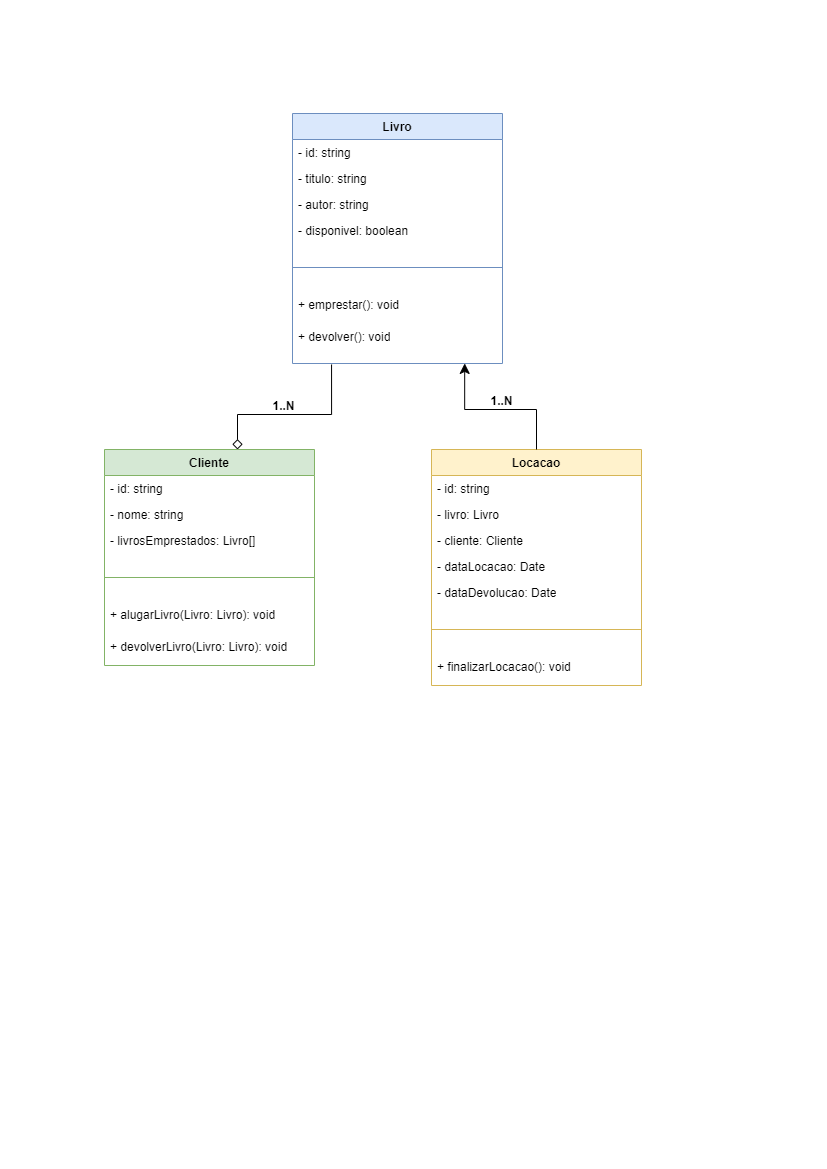 Livro
- id: string
- titulo: string
- autor: string
- disponivel: boolean
+ emprestar(): void
+ devolver(): void
1..N
1..N
Cliente
- id: string
- nome: string
- livrosEmprestados: Livro[]
+ alugarLivro(Livro: Livro): void
+ devolverLivro(Livro: Livro): void
Locacao
- id: string
- livro: Livro
- cliente: Cliente
- dataLocacao: Date
- dataDevolucao: Date
+ finalizarLocacao(): void